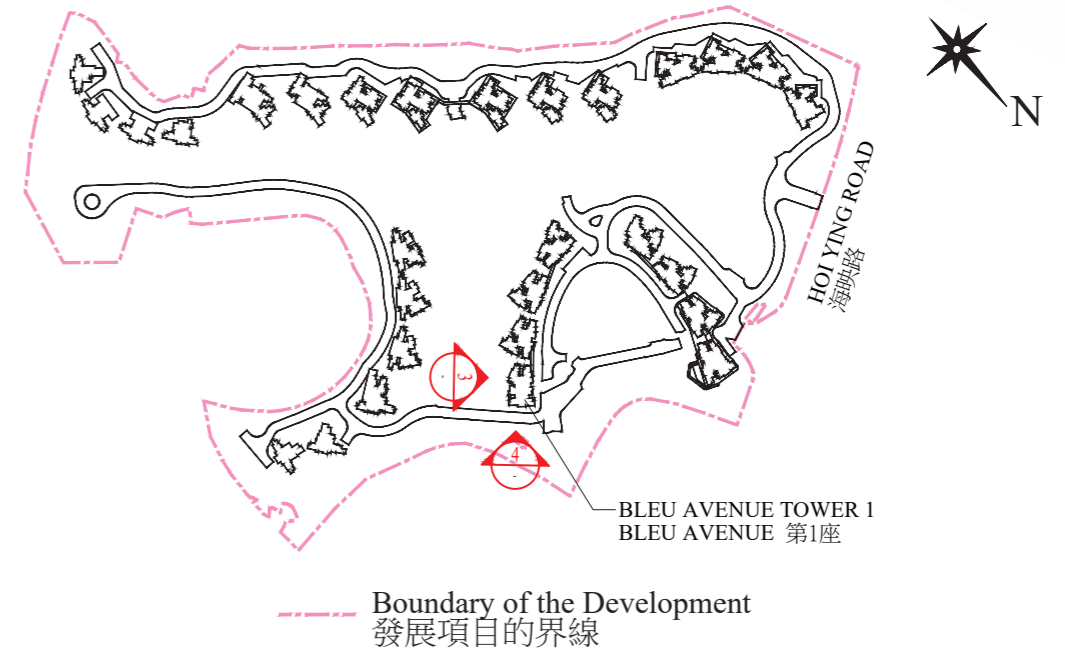 N
HOI YING ROAD
海映路
3
-
4
-
BLEU AVENUE TOWER 1
BLEU AVENUE 第1座
Boundary of the Development
發展項目的界線